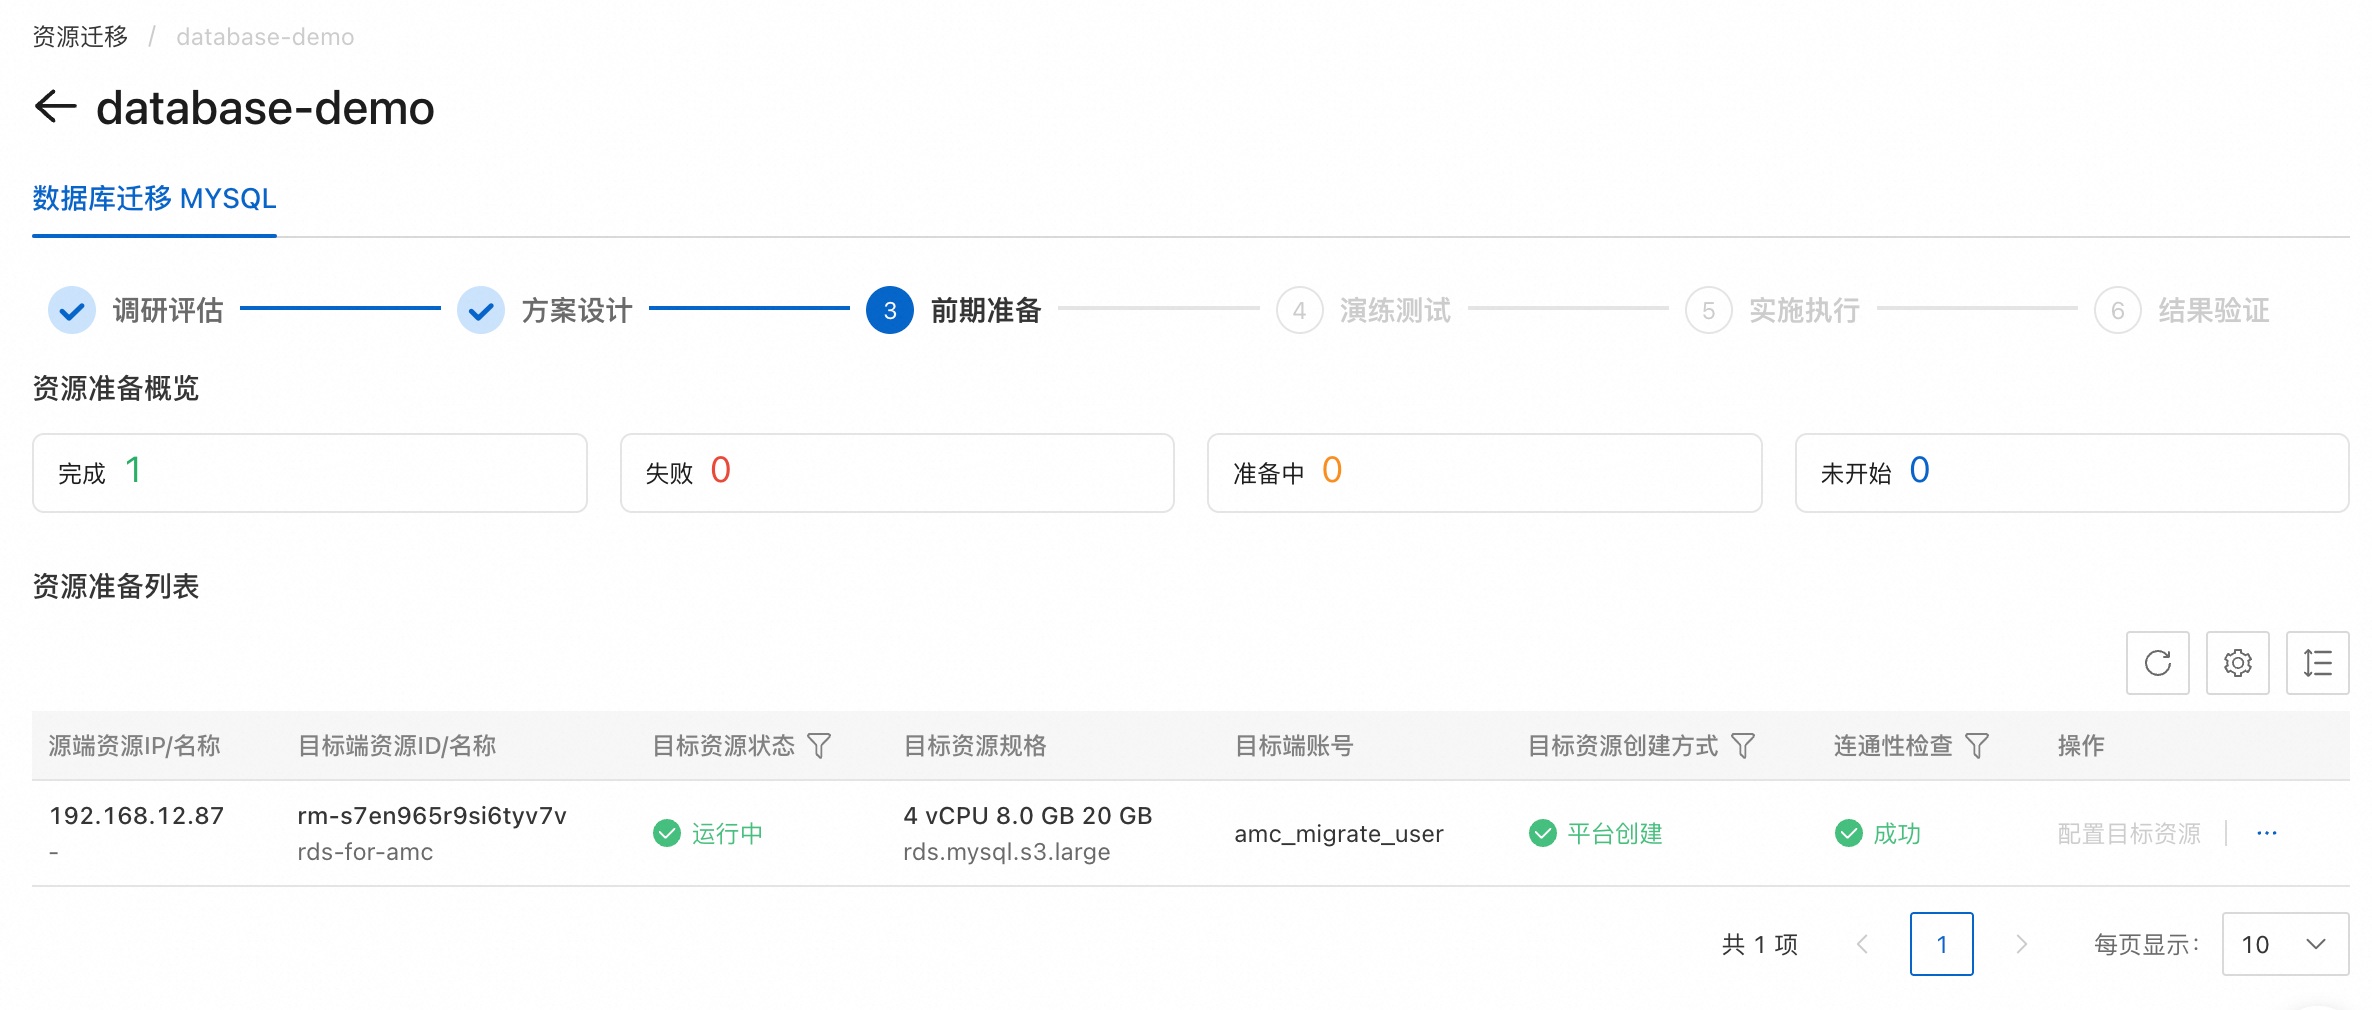 资源迁移 / database-demo
database-demo
数据库迁移 MYSQL
调研评估 方案设计 3 前期准备 4 演练测试 5 实施执行 6 结果验证
资源准备概览
完成 1 失败 0 准备中 0 未开始 0
资源准备列表
源端资源IP/名称 目标端资源ID/名称 目标资源状态 目标资源规格 目标端账号 目标资源创建方式 连通性检查 操作
192.168.12.87 rm-s7en965r9si6tyv7v 运行中 4 vCPU 8.0 GB 20 GB amc_migrate_user 平台创建 成功 配置目标资源 ···
- rds-for-amc rds.mysql.s3.large
共 1 项 1 每页显示: 10